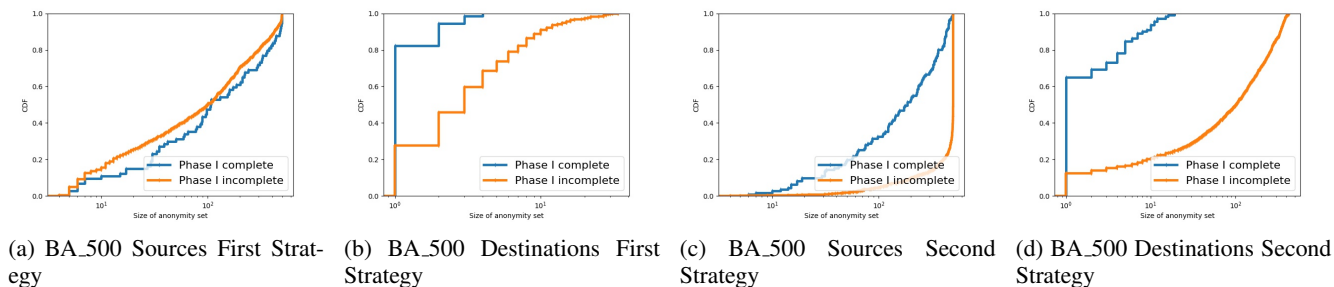 1.0
0.8
0.6
0.4
0.2
0.0
CDF
10¹
10²
Size of anonymity set
Phase I complete
Phase I incomplete
(a) BA_500 Sources First Strat-
egy
1.0
0.8
0.6
0.4
0.2
0.0
CDF
10⁰
10¹
Size of anonymity set
Phase I complete
Phase I incomplete
(b) BA_500 Destinations First
Strategy
1.0
0.8
0.6
0.4
0.2
0.0
CDF
10¹
10²
Size of anonymity set
Phase I complete
Phase I incomplete
(c) BA_500 Sources Second
Strategy
1.0
0.8
0.6
0.4
0.2
0.0
CDF
10⁰
10¹
10²
Size of anonymity set
Phase I complete
Phase I incomplete
(d) BA_500 Destinations Second
Strategy